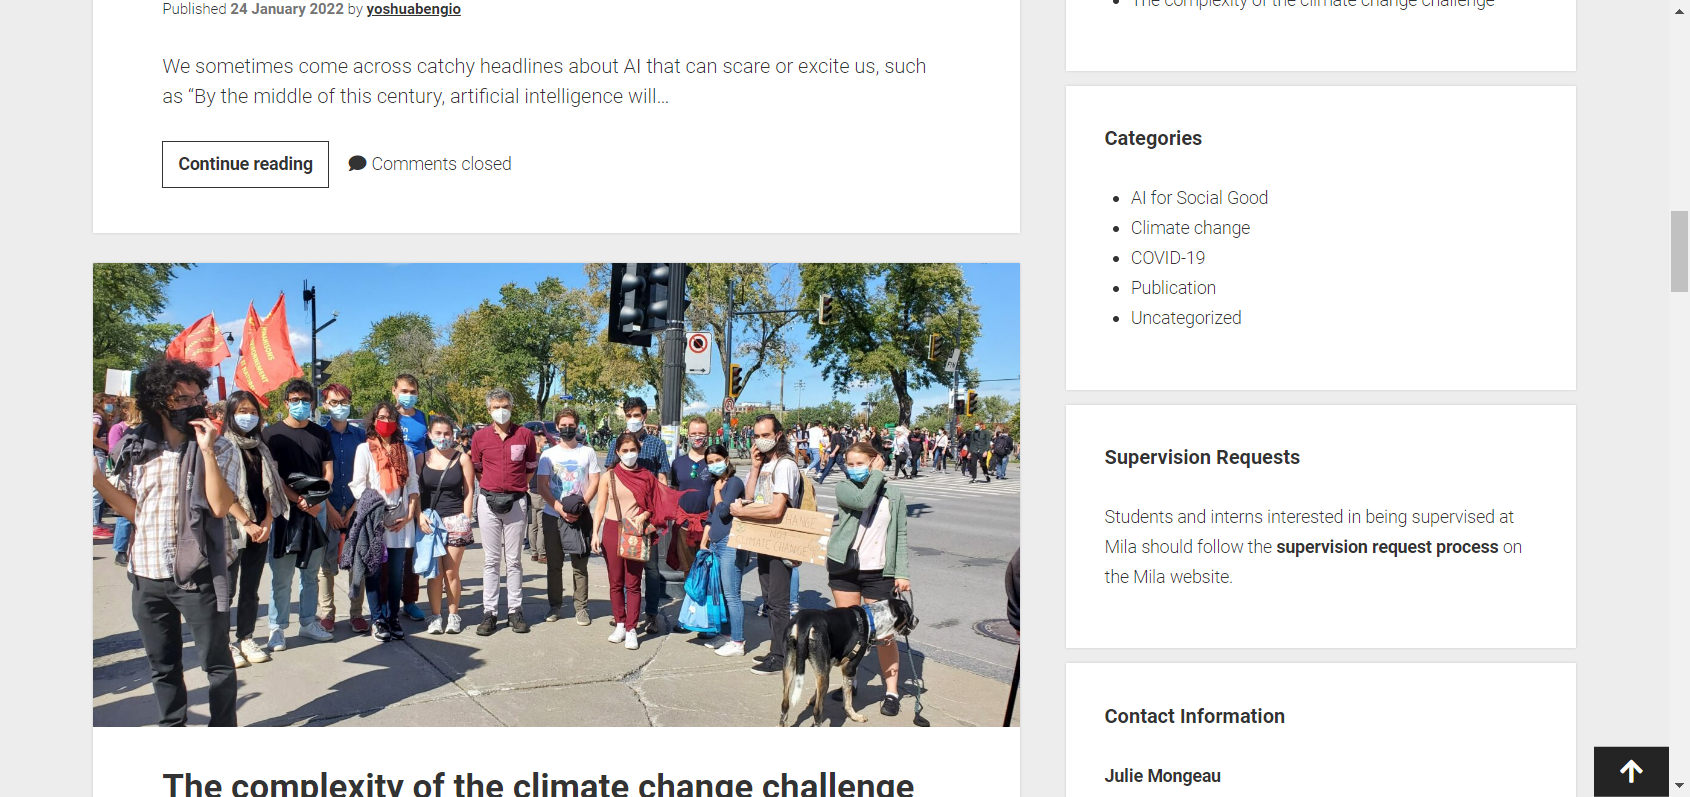 Published 24 January 2022 by yoshuabengio
We sometimes come across catchy headlines about AI that can scare or excite us, such
as “By the middle of this century, artificial intelligence will…
Continue reading
Comments closed
CHANGE
NOT
CLIMATE CHANGE
The complexity of the climate change challenge
The complexity of the climate change challenge
Categories
AI for Social Good
Climate change
COVID-19
Publication
Uncategorized
Supervision Requests
Students and interns interested in being supervised at
Mila should follow the supervision request process on
the Mila website.
Contact Information
Julie Mongeau